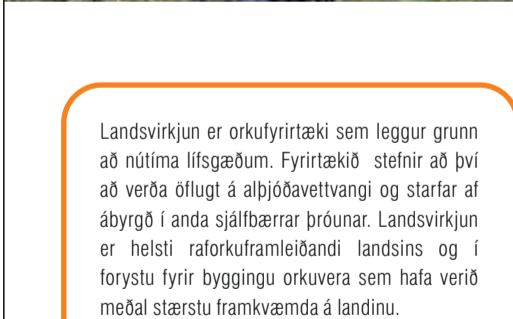 Landsvirkjun er orkufyrirtæki sem leggur grunn
að nútíma lífsgæðum. Fyrirtækið stefnir að því
að verða öflugt á alþjóðavettvangi og starfar af
ábyrgð í anda sjálfbærrar þróunar. Landsvirkjun
er helsti raforkuframleiðandi landsins og í
forystu fyrir byggingu orkuvera sem hafa verið
meðal stærstu framkvæmda á landinu.